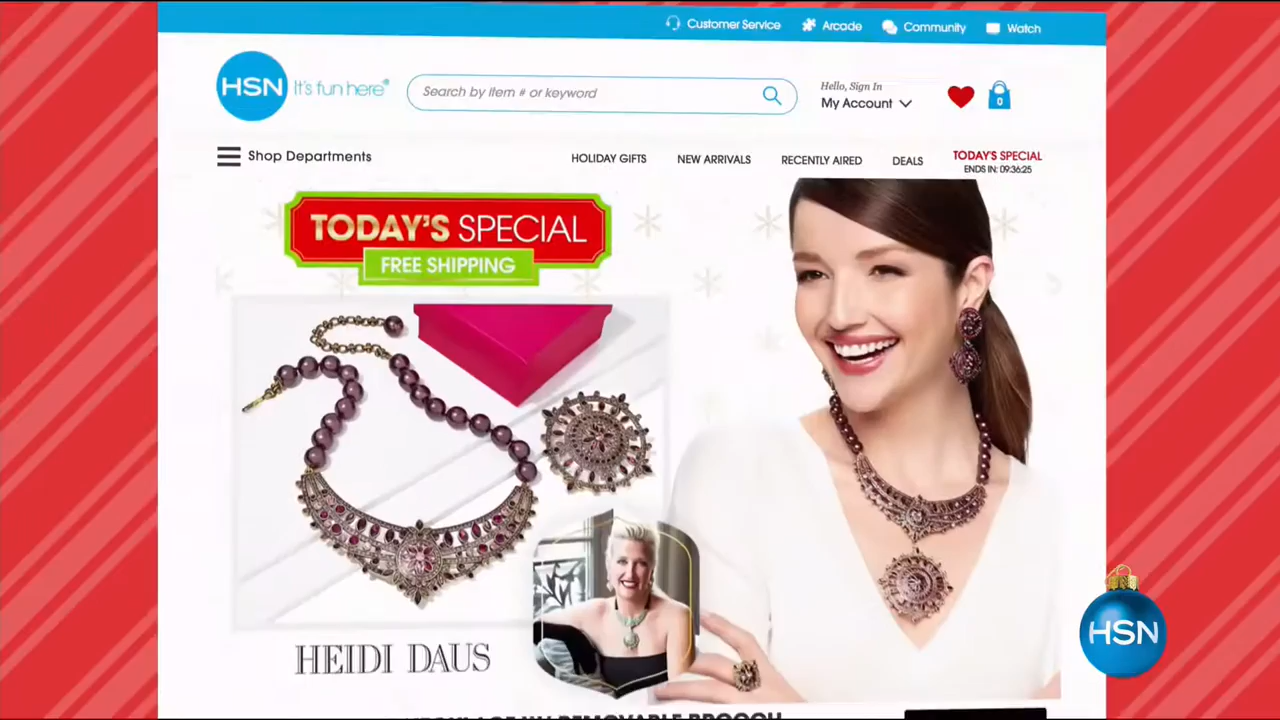 Customer Service
Arcade
Community
Watch
HSN It's fun here®
Search by item # or keyword
Hello, Sign In
My Account
0
Shop Departments
HOLIDAY GIFTS
NEW ARRIVALS
RECENTLY AIRED
DEALS
TODAY'S SPECIAL
ENDS IN: 09:36:25
TODAY'S SPECIAL
FREE SHIPPING
HEIDI DAUS
HSN
REMOVABLE BROOCH